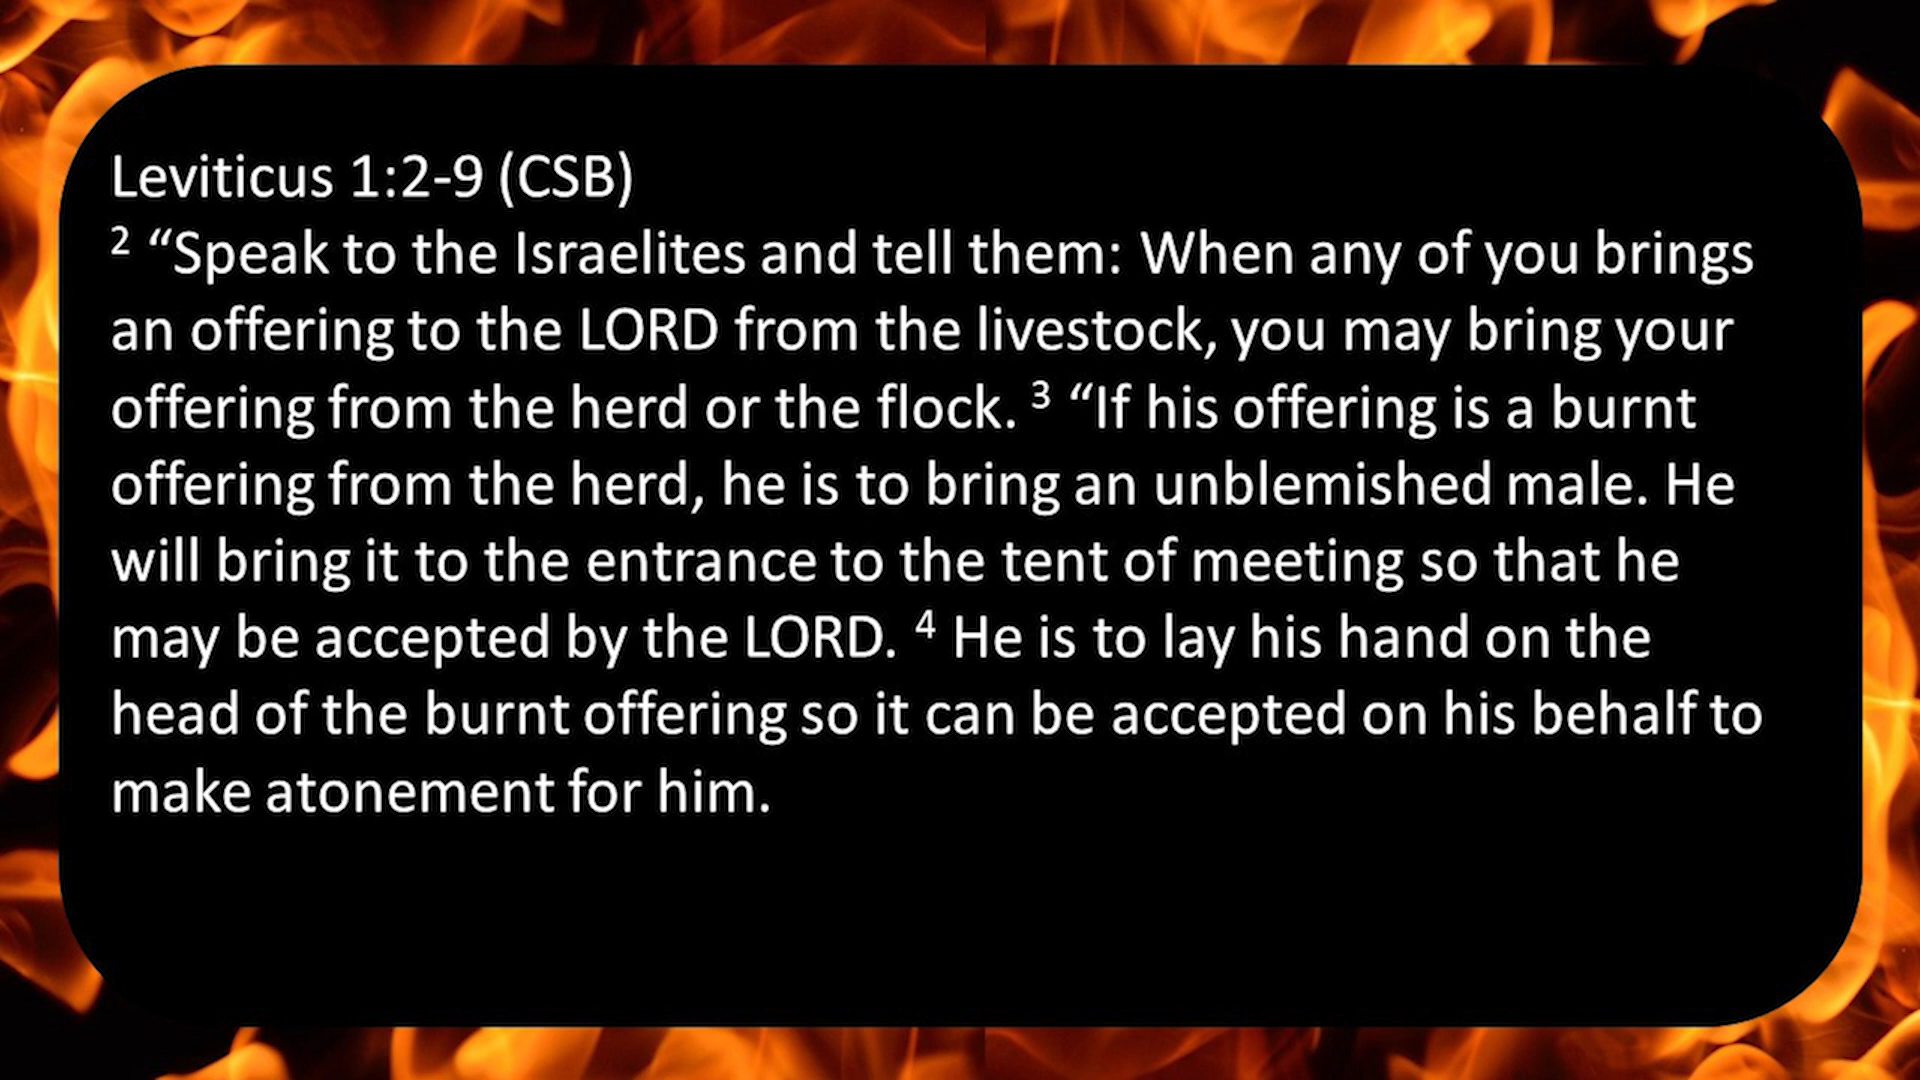 Leviticus 1:2-9 (CSB)
² “Speak to the Israelites and tell them: When any of you brings
an offering to the LORD from the livestock, you may bring your
offering from the herd or the flock. ³ “If his offering is a burnt
offering from the herd, he is to bring an unblemished male. He
will bring it to the entrance to the tent of meeting so that he
may be accepted by the LORD. ⁴ He is to lay his hand on the
head of the burnt offering so it can be accepted on his behalf to
make atonement for him.